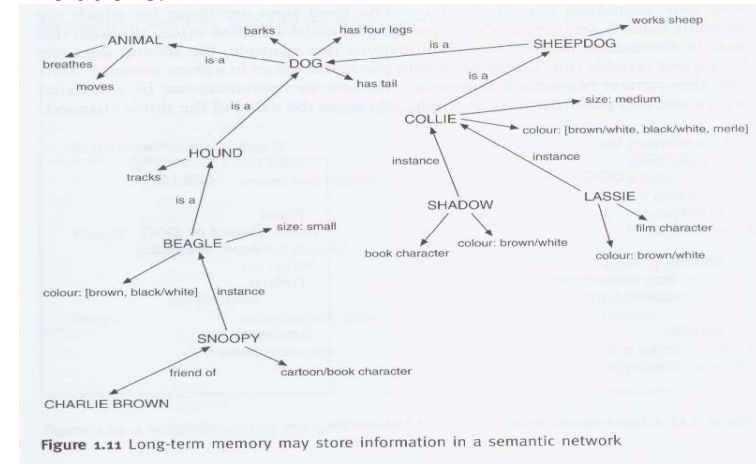 works sheep
barks
has four legs
ANIMAL
is a
SHEEPDOG
breathes
is a
DOG
moves
has tail
is a
size: medium
is a
COLLIE
colour: [brown/white, black/white, merle]
HOUND
tracks
instance
instance
is a
SHADOW
LASSIE
size: small
BEAGLE
film character
book character
colour: brown/white
colour: brown/white
colour: [brown, black/white]
instance
SNOOPY
friend of
cartoon/book character
CHARLIE BROWN
Figure 1.11 Long-term memory may store information in a semantic network